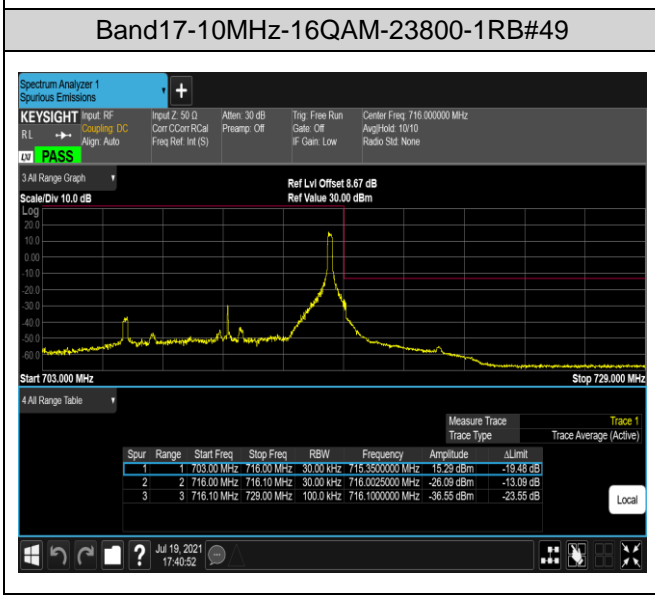 Band17-10MHz-16QAM-23800-1RB#49
Spectrum Analyzer 1
Spurious Emissions
+
KEYSIGHT Input: RF Input Z: 50 Ω Atten: 30 dB Trig: Free Run Center Freq: 716.000000 MHz
RL Coupling: DC Corr CCorr RCal Preamp: Off Gate: Off Avg|Hold: 10/10
Align: Auto Freq Ref: Int (S) IF Gain: Low Radio Std: None
LXI PASS
3 All Range Graph
Ref Lvl Offset 8.67 dB
Scale/Div 10.0 dB Ref Value 30.00 dBm
Log
20.0
10.0
0.00
-10.0
-20.0
-30.0
-40.0
-50.0
-60.0
Start 703.000 MHz Stop 729.000 MHz
4 All Range Table
Measure Trace Trace 1
Trace Type Trace Average (Active)
Spur Range Start Freq Stop Freq RBW Frequency Amplitude ΔLimit
1 1 703.00 MHz 716.00 MHz 30.00 kHz 715.3500000 MHz 15.29 dBm -19.48 dB
2 2 716.00 MHz 716.10 MHz 30.00 kHz 716.0025000 MHz -26.09 dBm -13.09 dB
3 3 716.10 MHz 729.00 MHz 100.0 kHz 716.1000000 MHz -36.55 dBm -23.55 dB
Local
? Jul 19, 2021
17:40:52